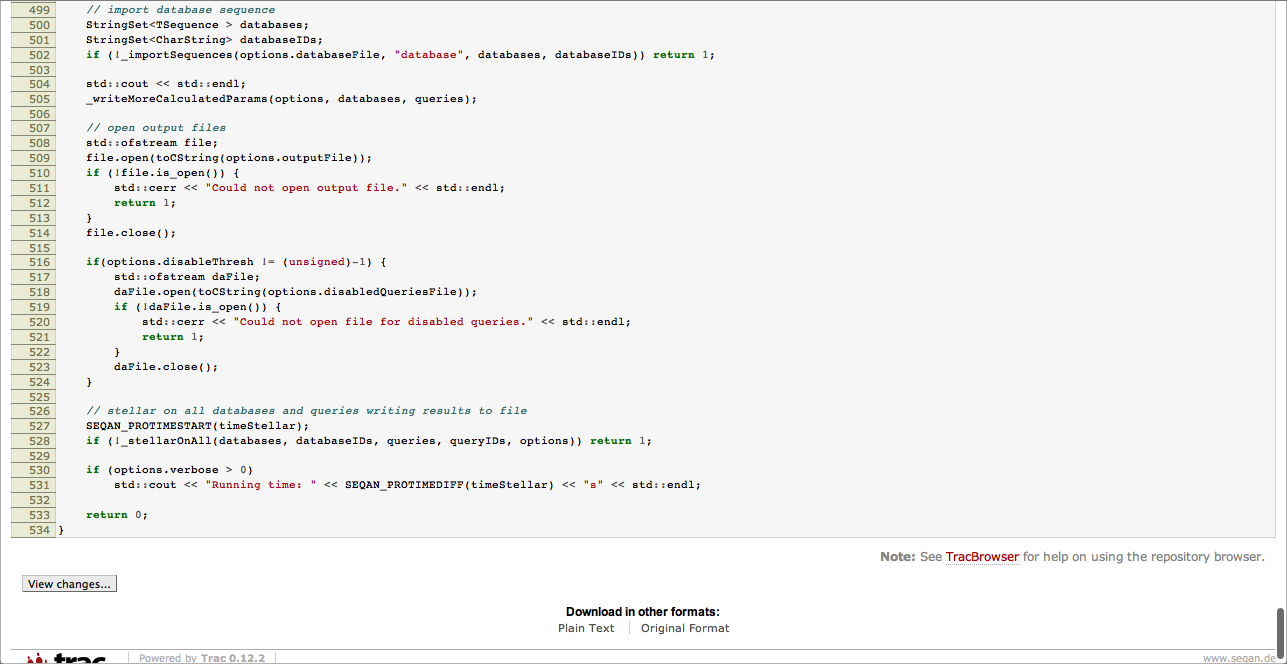 499     // import database sequence
500     StringSet<TSequence > databases;
501     StringSet<CharString> databaseIDs;
502     if (!_importSequences(options.databaseFile, "database", databases, databaseIDs)) return 1;
503
504     std::cout << std::endl;
505     _writeMoreCalculatedParams(options, databases, queries);
506
507     // open output files
508     std::ofstream file;
509     file.open(toCString(options.outputFile));
510     if (!file.is_open()) {
511         std::cerr << "Could not open output file." << std::endl;
512         return 1;
513     }
514     file.close();
515
516     if(options.disableThresh != (unsigned)-1) {
517         std::ofstream daFile;
518         daFile.open(toCString(options.disabledQueriesFile));
519         if (!daFile.is_open()) {
520             std::cerr << "Could not open file for disabled queries." << std::endl;
521             return 1;
522         }
523         daFile.close();
524     }
525
526     // stellar on all databases and queries writing results to file
527     SEQAN_PROTIMESTART(timeStellar);
528     if (!_stellarOnAll(databases, databaseIDs, queries, queryIDs, options)) return 1;
529
530     if (options.verbose > 0)
531         std::cout << "Running time: " << SEQAN_PROTIMEDIFF(timeStellar) << "s" << std::endl;
532
533     return 0;
534 }
Note: See TracBrowser for help on using the repository browser.
View changes...
Download in other formats:
Plain Text
Original Format
trac
Powered by Trac 0.12.2
www.seqan.de